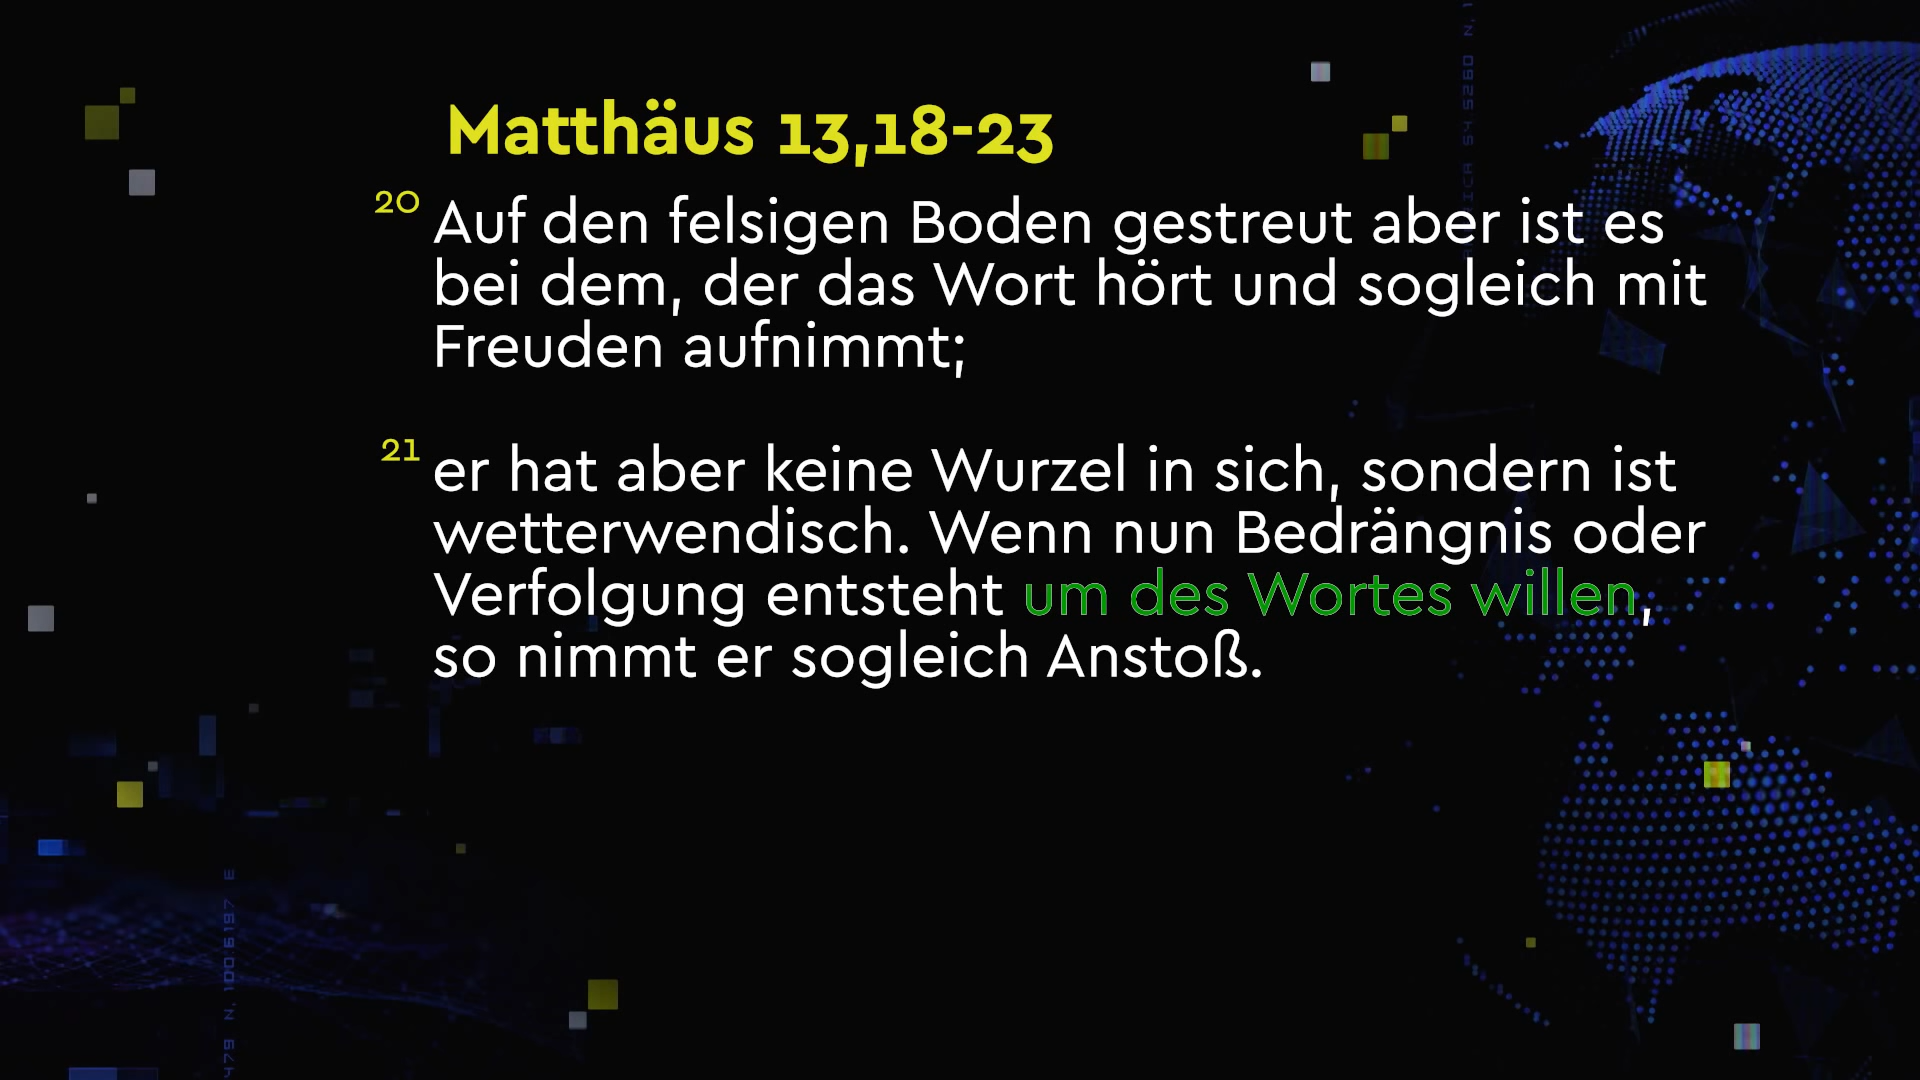 Matthäus 13,18-23
20 Auf den felsigen Boden gestreut aber ist es
bei dem, der das Wort hört und sogleich mit
Freuden aufnimmt;
21 er hat aber keine Wurzel in sich, sondern ist
wetterwendisch. Wenn nun Bedrängnis oder
Verfolgung entsteht um des Wortes willen,
so nimmt er sogleich Anstoß.